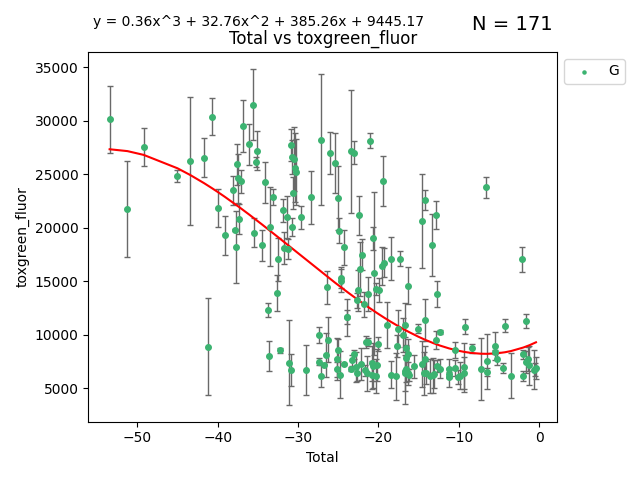 y = 0.36x^3 + 32.76x^2 + 385.26x + 9445.17
N = 171
Total vs toxgreen_fluor
G
toxgreen_fluor
35000
30000
25000
20000
15000
10000
5000
−50
−40
−30
−20
−10
0
Total